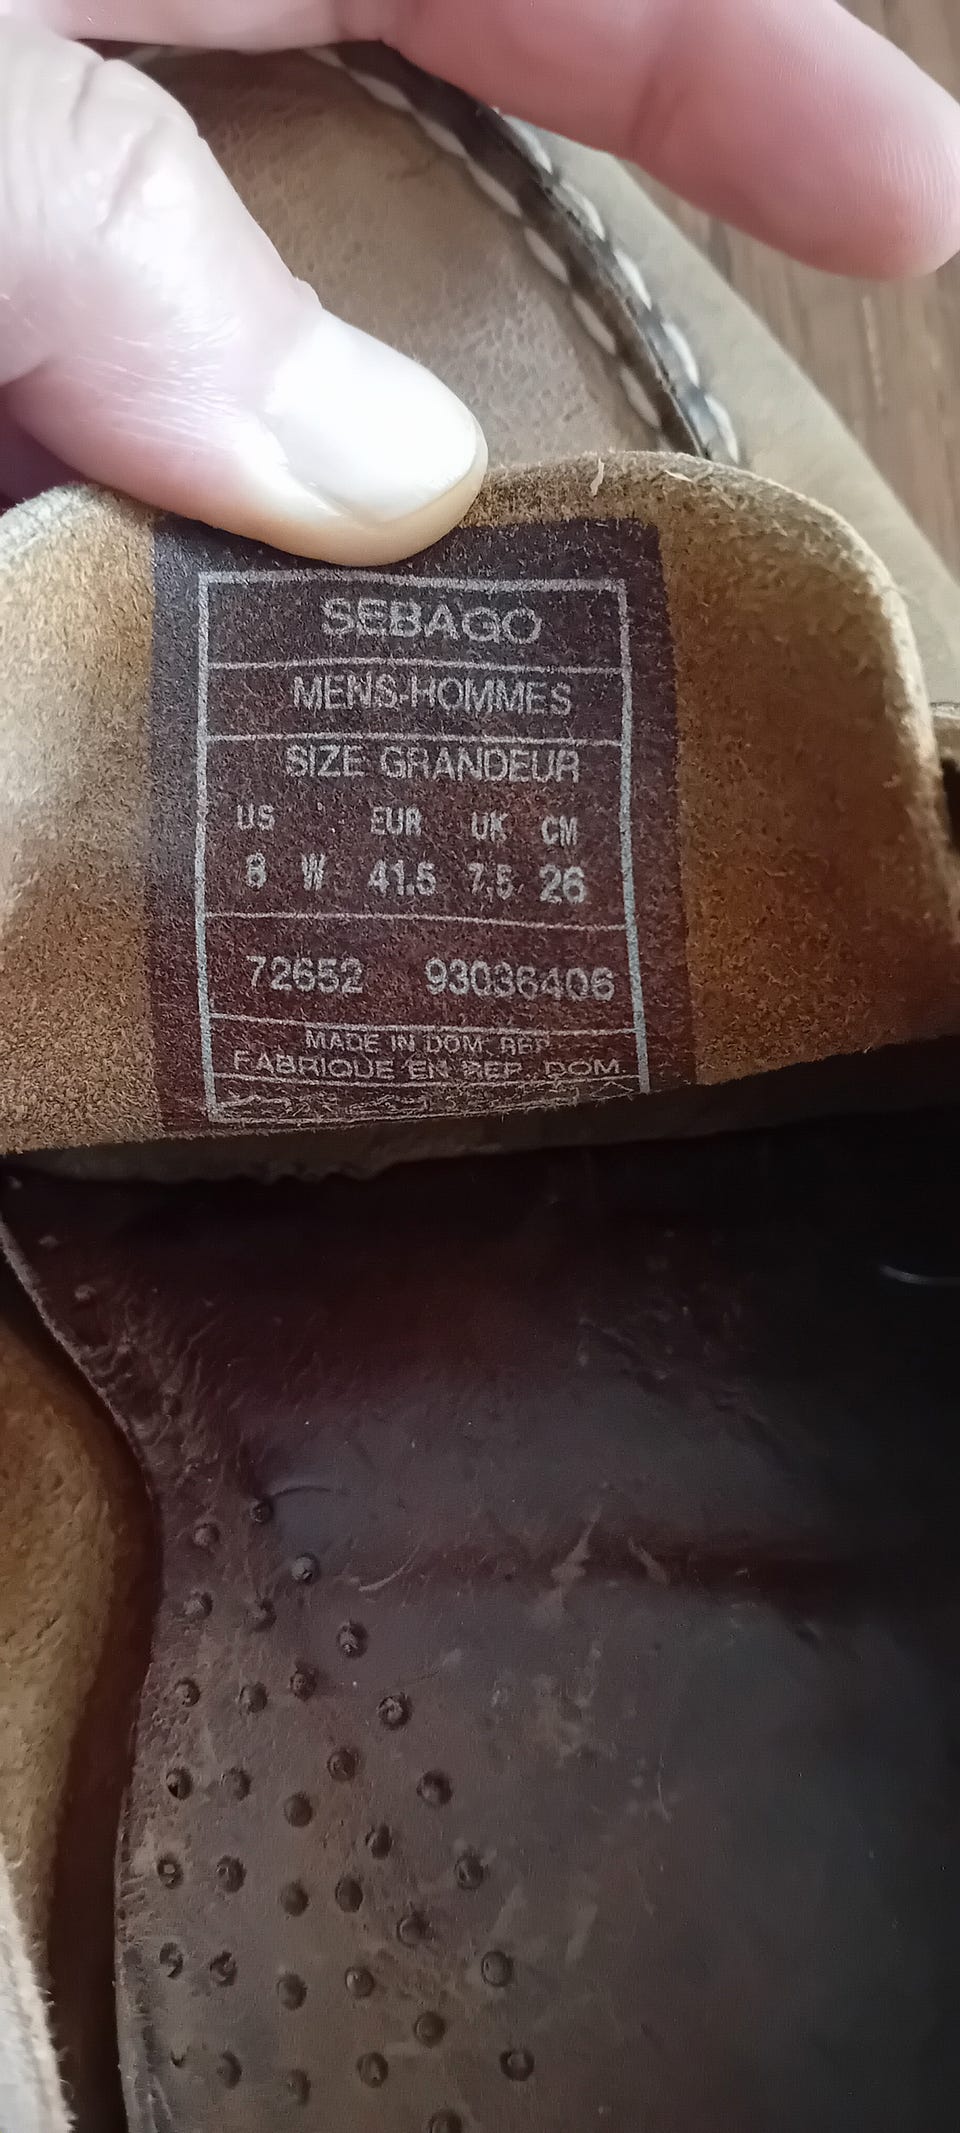 SEBAGO
MENS-HOMMES
SIZE GRANDEUR
US EUR UK CM
8 W 41.5 7.5 26
72652 93036406
MADE IN DOM. REP.
FABRIQUE EN REP. DOM.